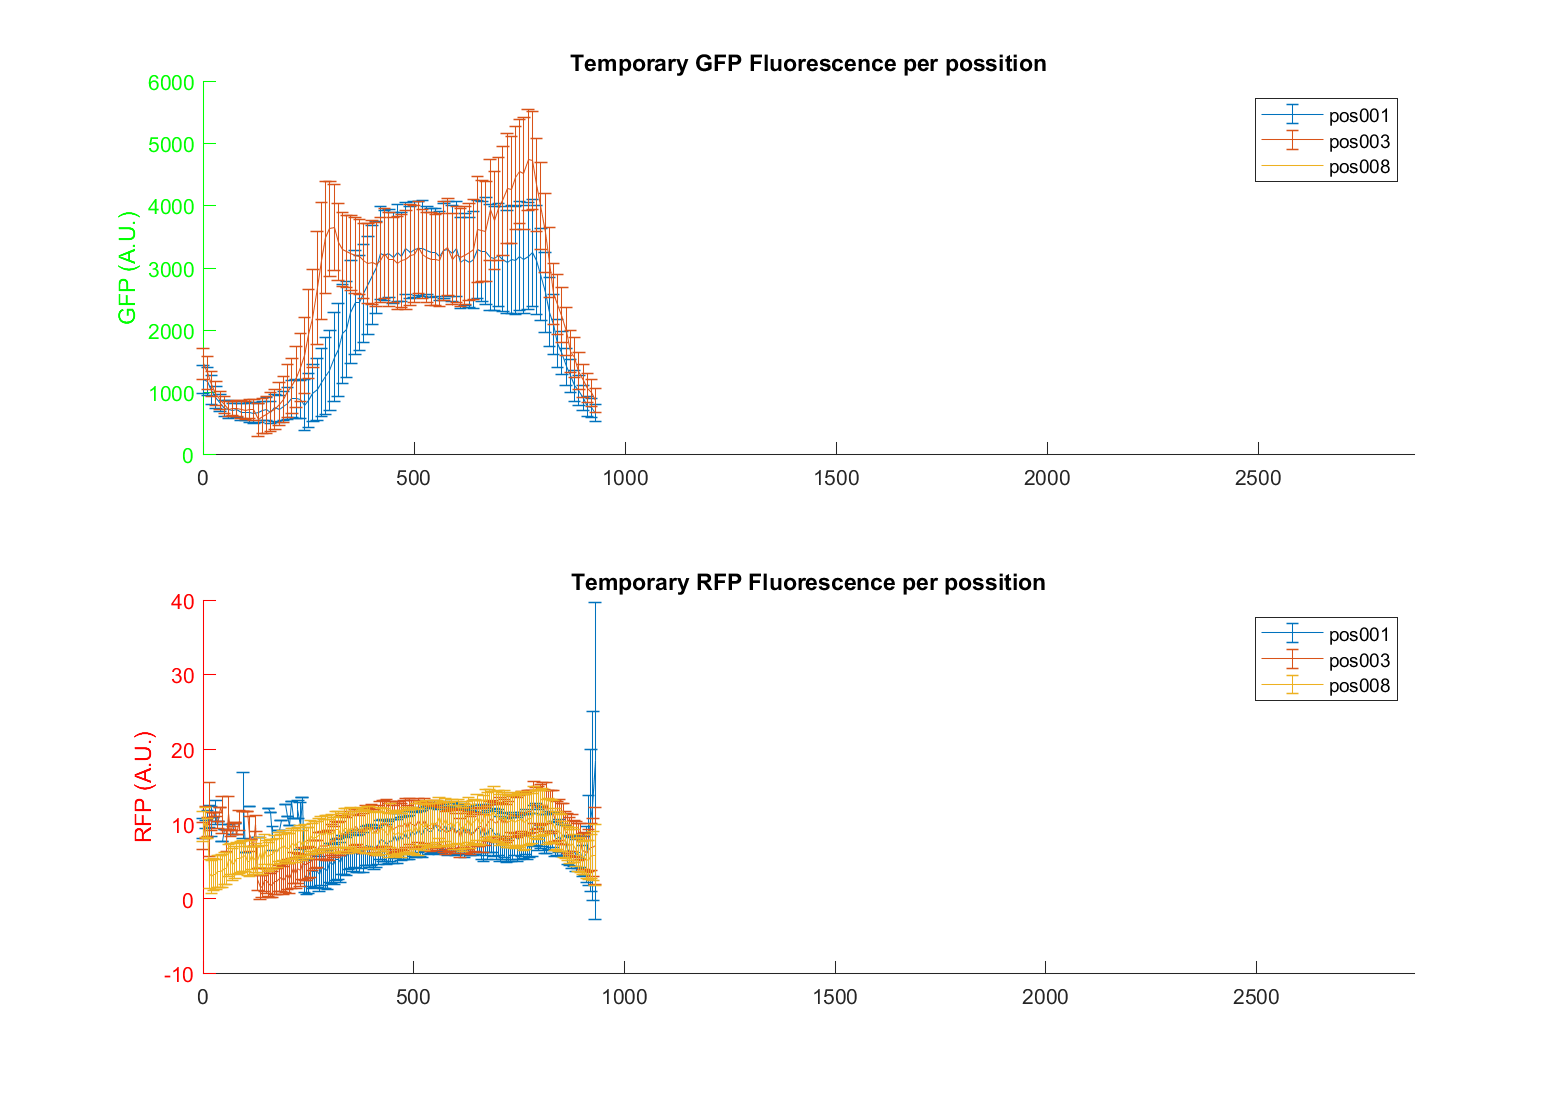 Temporary GFP Fluorescence per possition
6000
5000
4000
3000
2000
1000
0
GFP (A.U.)
0 500 1000 1500 2000 2500
pos001
pos003
pos008
Temporary RFP Fluorescence per possition
40
30
20
10
0
-10
RFP (A.U.)
0 500 1000 1500 2000 2500
pos001
pos003
pos008